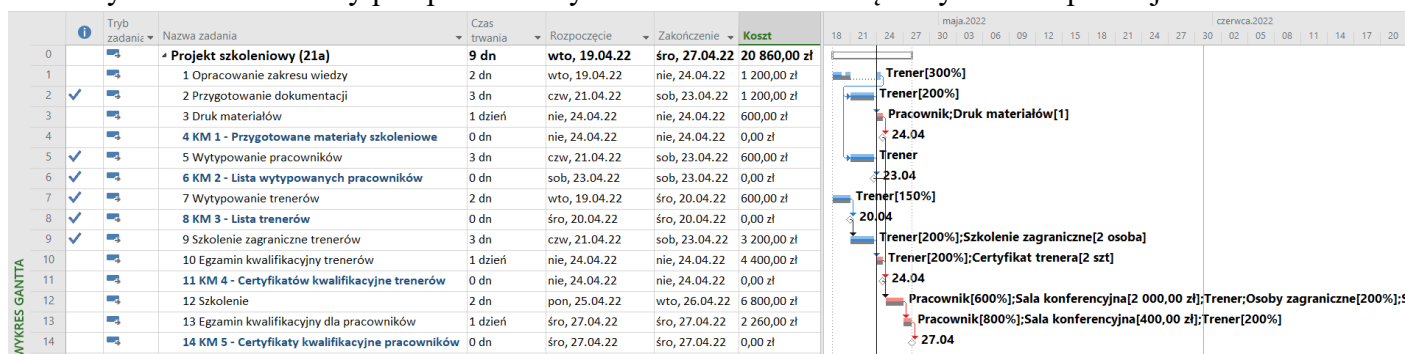 Tryb zadania Nazwa zadania Czas trwania Rozpoczęcie Zakończenie Koszt
maja.2022 czerwca.2022
18 21 24 27 30 03 06 09 12 15 18 21 24 27 30 02 05 08 11 14 17 20
0 Projekt szkoleniowy (21a) 9 dn wto, 19.04.22 śro, 27.04.22 20 860,00 zł
1 1 Opracowanie zakresu wiedzy 2 dn wto, 19.04.22 nie, 24.04.22 1 200,00 zł Trener[300%]
2 2 Przygotowanie dokumentacji 3 dn czw, 21.04.22 sob, 23.04.22 1 200,00 zł Trener[200%]
3 3 Druk materiałów 1 dzień nie, 24.04.22 nie, 24.04.22 600,00 zł Pracownik;Druk materiałów[1]
4 4 KM 1 - Przygotowane materiały szkoleniowe 0 dn nie, 24.04.22 nie, 24.04.22 0,00 zł 24.04
5 5 Wytypowanie pracowników 3 dn czw, 21.04.22 sob, 23.04.22 600,00 zł Trener
6 6 KM 2 - Lista wytypowanych pracowników 0 dn sob, 23.04.22 sob, 23.04.22 0,00 zł 23.04
7 7 Wytypowanie trenerów 2 dn wto, 19.04.22 śro, 20.04.22 600,00 zł Trener[150%]
8 8 KM 3 - Lista trenerów 0 dn śro, 20.04.22 śro, 20.04.22 0,00 zł 20.04
9 9 Szkolenie zagraniczne trenerów 3 dn czw, 21.04.22 sob, 23.04.22 3 200,00 zł Trener[200%];Szkolenie zagraniczne[2 osoba]
10 10 Egzamin kwalifikacyjny trenerów 1 dzień nie, 24.04.22 nie, 24.04.22 4 400,00 zł Trener[200%];Certyfikat trenera[2 szt]
11 11 KM 4 - Certyfikatów kwalifikacyjne trenerów 0 dn nie, 24.04.22 nie, 24.04.22 0,00 zł 24.04
12 12 Szkolenie 2 dn pon, 25.04.22 wto, 26.04.22 6 800,00 zł Pracownik[600%];Sala konferencyjna[2 000,00 zł];Trener;Osoby zagraniczne[200%];
13 13 Egzamin kwalifikacyjny dla pracowników 1 dzień śro, 27.04.22 śro, 27.04.22 2 260,00 zł Pracownik[800%];Sala konferencyjna[400,00 zł];Trener[200%]
14 14 KM 5 - Certyfikaty kwalifikacyjne pracowników 0 dn śro, 27.04.22 śro, 27.04.22 0,00 zł 27.04
WYKRES GANTTA